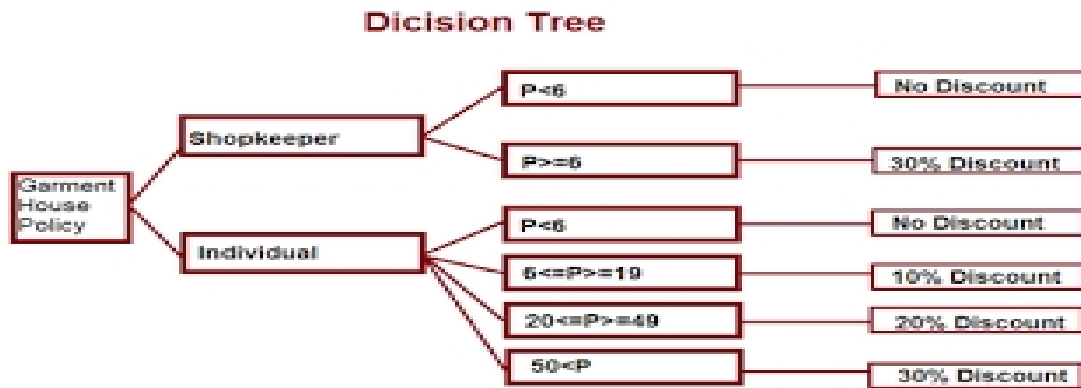 Dicision Tree
P<6
No Discount
Shopkeeper
P>=6
30% Discount
Garment
House
Policy
P<6
No Discount
Individual
6<=P>=19
10% Discount
20<=P>=49
20% Discount
50<P
30% Discount